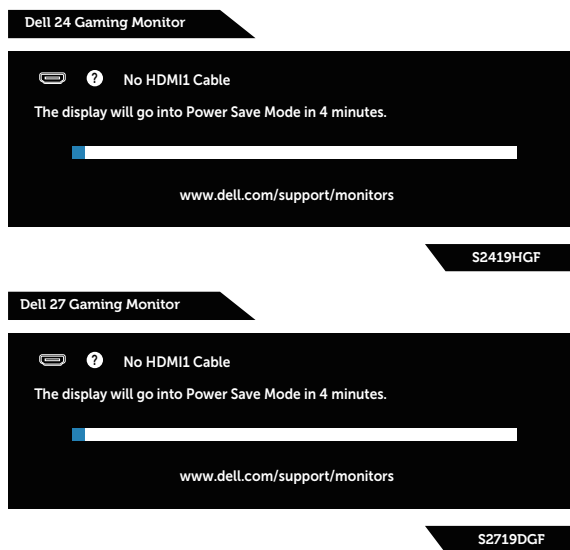 Dell 24 Gaming Monitor
? No HDMI1 Cable
The display will go into Power Save Mode in 4 minutes.
www.dell.com/support/monitors
S2419HGF
Dell 27 Gaming Monitor
? No HDMI1 Cable
The display will go into Power Save Mode in 4 minutes.
www.dell.com/support/monitors
S2719DGF